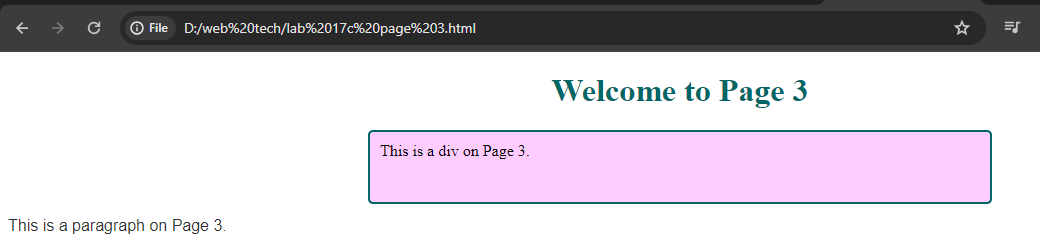 File D:/web%20tech/lab%2017c%20page%203.html
Welcome to Page 3
This is a div on Page 3.
This is a paragraph on Page 3.